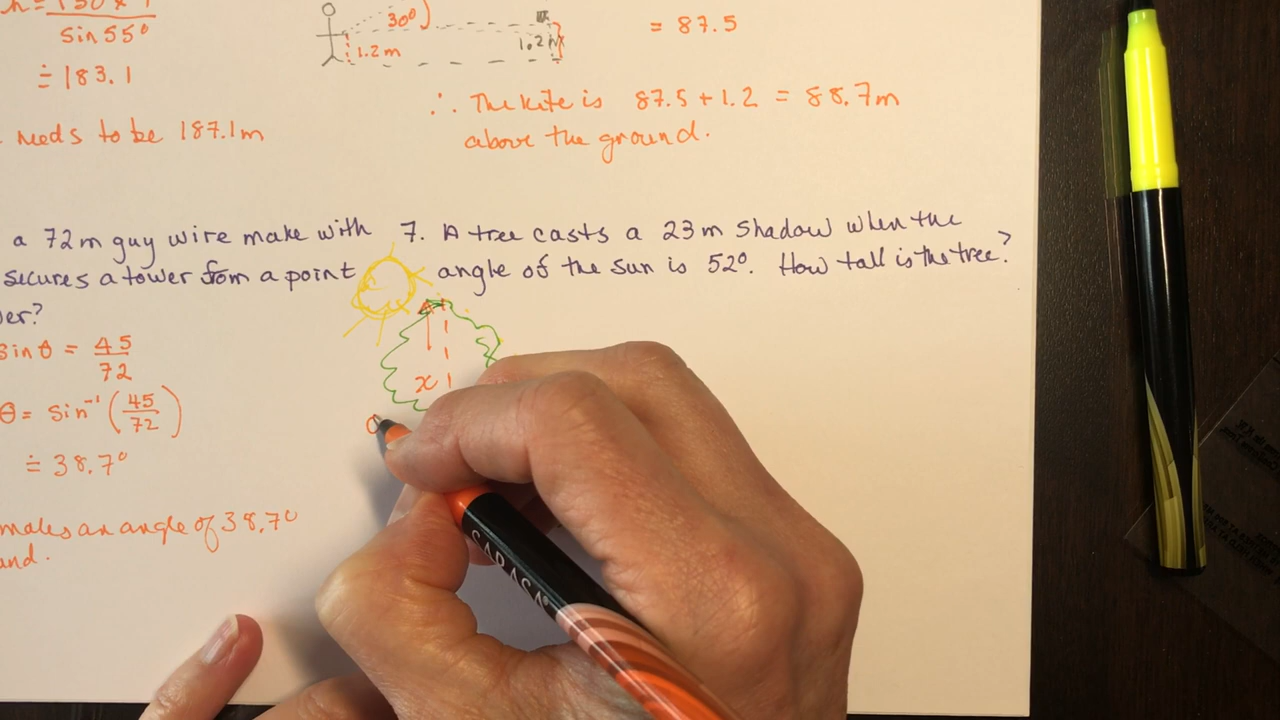 sin 55°
≐ 183.1
needs to be 187.1m
30°
1.2m
1.2m
= 87.5
∴ The kite is 87.5 + 1.2 = 88.7m
above the ground.
a 72m guy wire make with
secures a tower from a point
er?
sin θ = 45
72
θ = sin⁻¹ (45/72)
≐ 38.7°
makes an angle of 38.7°
and.
7. A tree casts a 23m shadow when the
angle of the sun is 52°. How tall is the tree?
x
SARASA